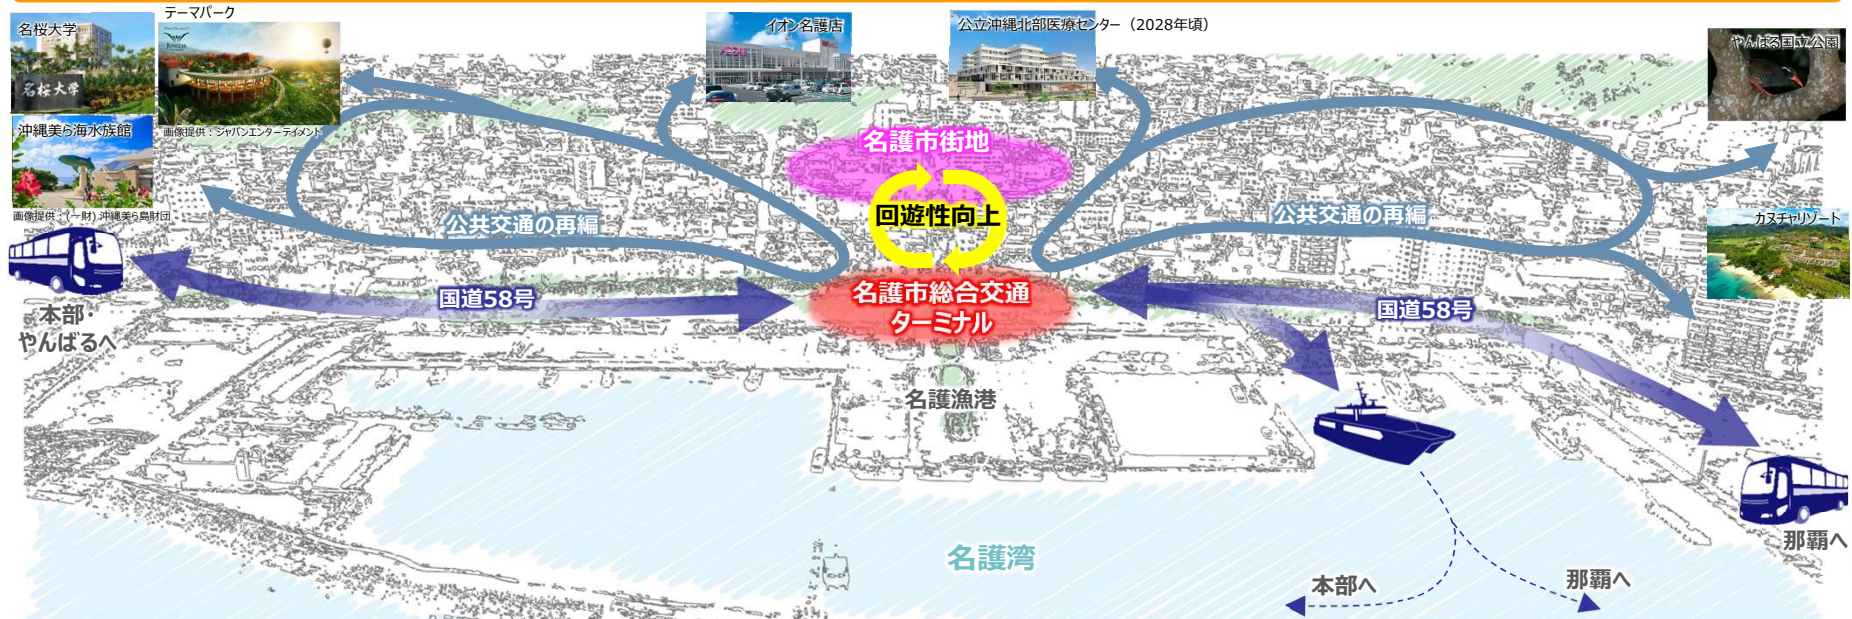 テーマパーク
名桜大学
名桜大学
JUNGLIA
画像提供：ジャパンエンターテイメント
沖縄美ら海水族館
画像提供：(一財) 沖縄美ら島財団
イオン名護店
AEON
公立沖縄北部医療センター（2028年頃）
やんばる国立公園
カヌチャリゾート
名護市街地
回遊性向上
公共交通の再編
公共交通の再編
名護市総合交通
ターミナル
国道58号
国道58号
本部・
やんばるへ
名護漁港
名護湾
本部へ
那覇へ
那覇へ